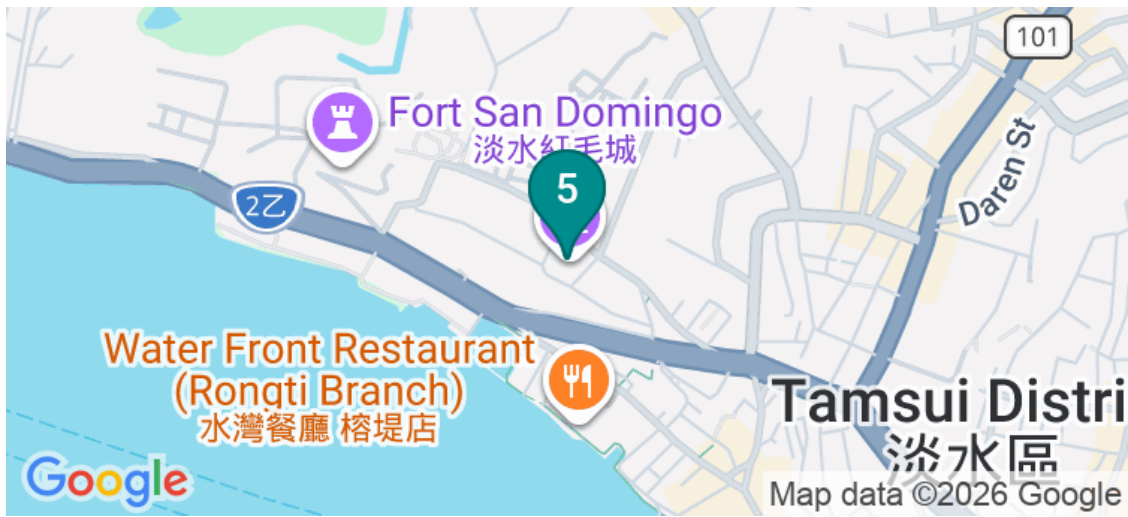 101
Fort San Domingo
淡水紅毛城
5
Daren St
2乙
Water Front Restaurant
(Rongti Branch)
水灣餐廳 榕堤店
Tamsui Distri
淡水區
Google
Map data ©2026 Google